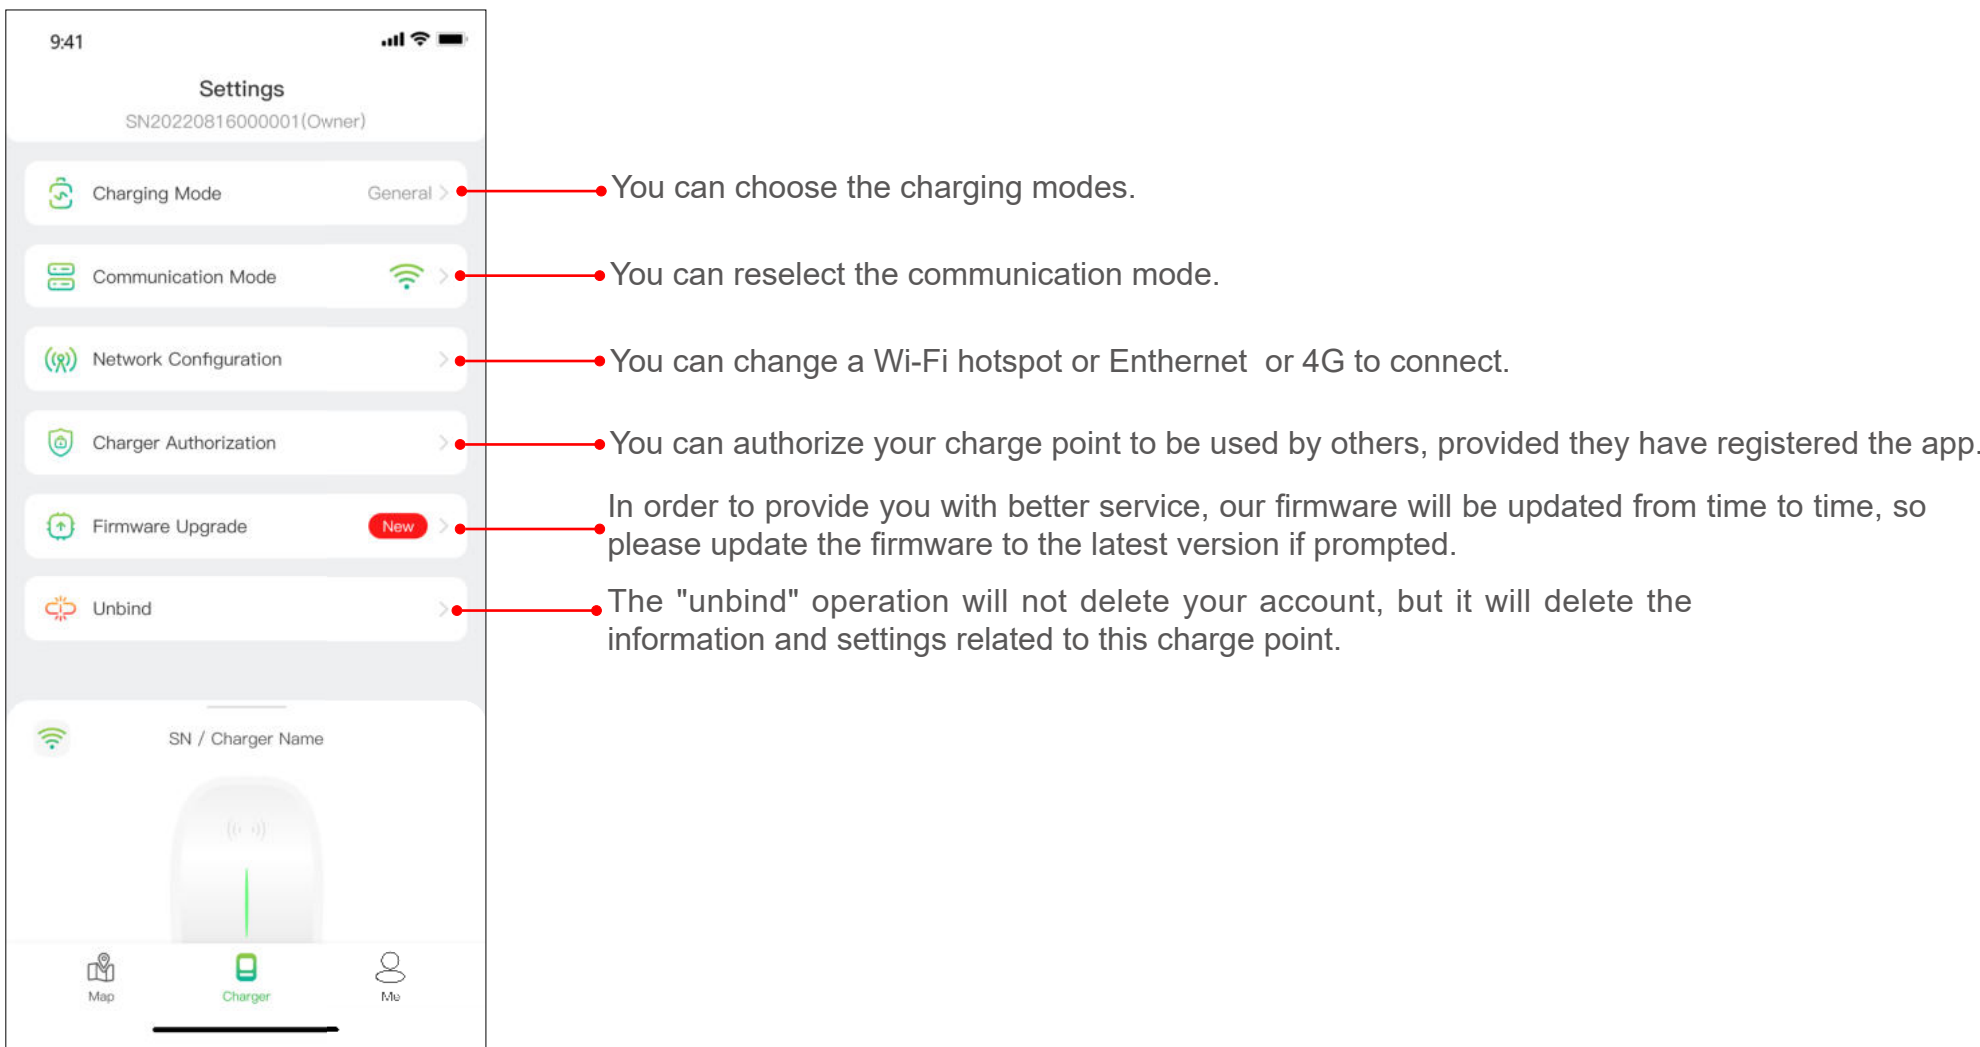 9:41
Settings
SN20220816000001(Owner)
Charging Mode General
You can choose the charging modes.
Communication Mode
You can reselect the communication mode.
Network Configuration
You can change a Wi-Fi hotspot or Enthernet or 4G to connect.
Charger Authorization
You can authorize your charge point to be used by others, provided they have registered the app.
Firmware Upgrade New
In order to provide you with better service, our firmware will be updated from time to time, so
please update the firmware to the latest version if prompted.
Unbind
The "unbind" operation will not delete your account, but it will delete the
information and settings related to this charge point.
SN / Charger Name
Map Charger Me